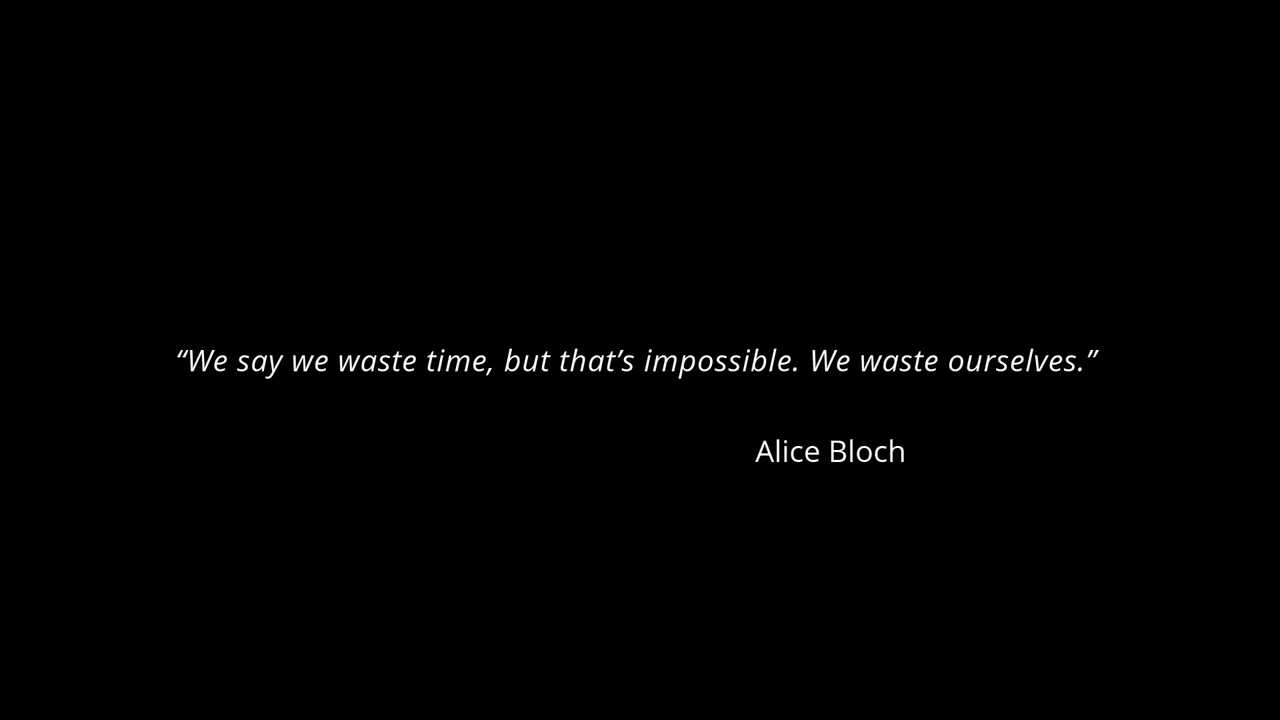 “We say we waste time, but that’s impossible. We waste ourselves.”
Alice Bloch